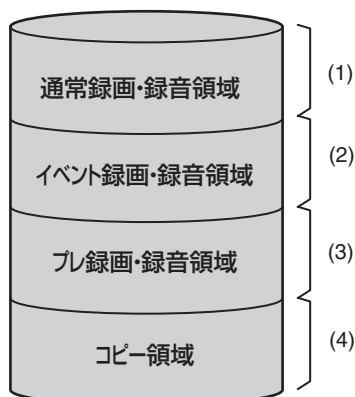 通常録画・録音領域
(1)
イベント録画・録音領域
(2)
プレ録画・録音領域
(3)
コピー領域
(4)